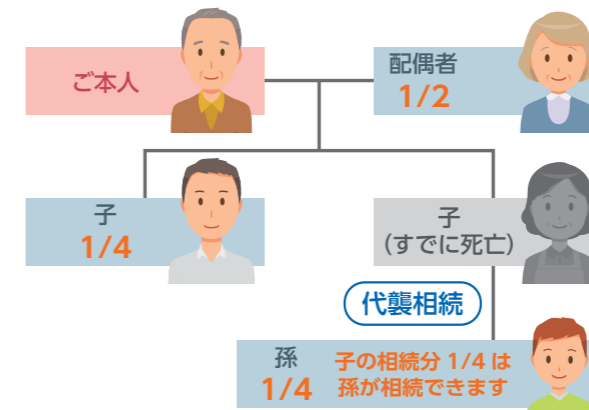 ご本人
配偶者
1/2
子
1/4
子
(すでに死亡)
代襲相続
孫
1/4
子の相続分 1/4 は
孫が相続できます